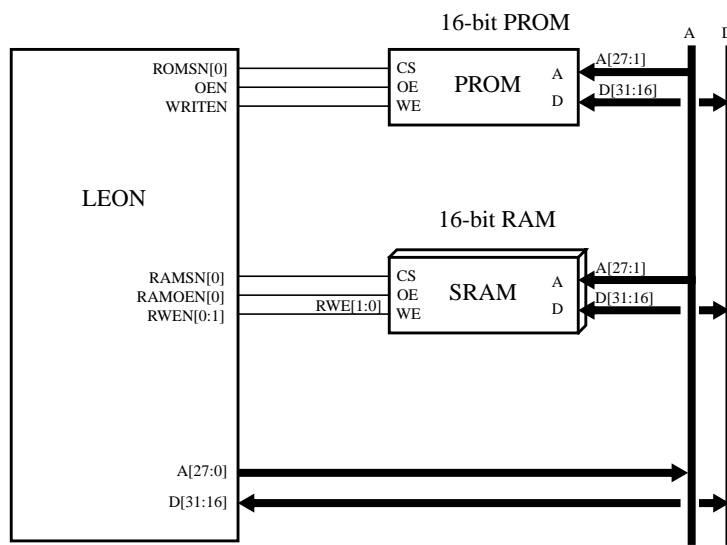 16-bit PROM
A D
ROMSN[0] CS A A[27:1]
OEN OE PROM
WRITEN WE D D[31:16]
LEON
16-bit RAM
RAMSN[0] CS A A[27:1]
RAMOEN[0] OE SRAM
RWEN[0:1] RWE[1:0] WE D D[31:16]
A[27:0]
D[31:16]